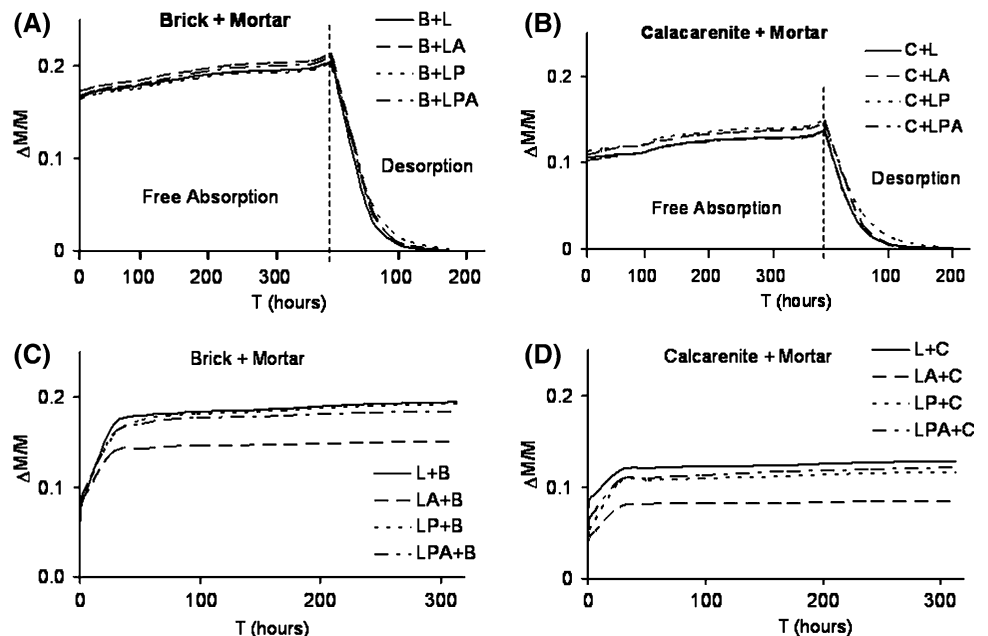 (A)
Brick + Mortar
B+L
B+LA
B+LP
B+LPA
0.2
0.1
0
ΔM/M
Free Absorption
Desorption
0 100 200 300 100 200
T (hours)
(B)
Calacarenite + Mortar
C+L
C+LA
C+LP
C+LPA
0.2
0.1
0
ΔM/M
Free Absorption
Desorption
0 100 200 300 100 200
T (hours)
(C)
Brick + Mortar
0.2
0.1
0.0
ΔM/M
L+B
LA+B
LP+B
LPA+B
0 100 200 300
T (hours)
(D)
Calcarenite + Mortar
L+C
LA+C
LP+C
LPA+C
0.2
0.1
0
ΔM/M
0 100 200 300
T (hours)